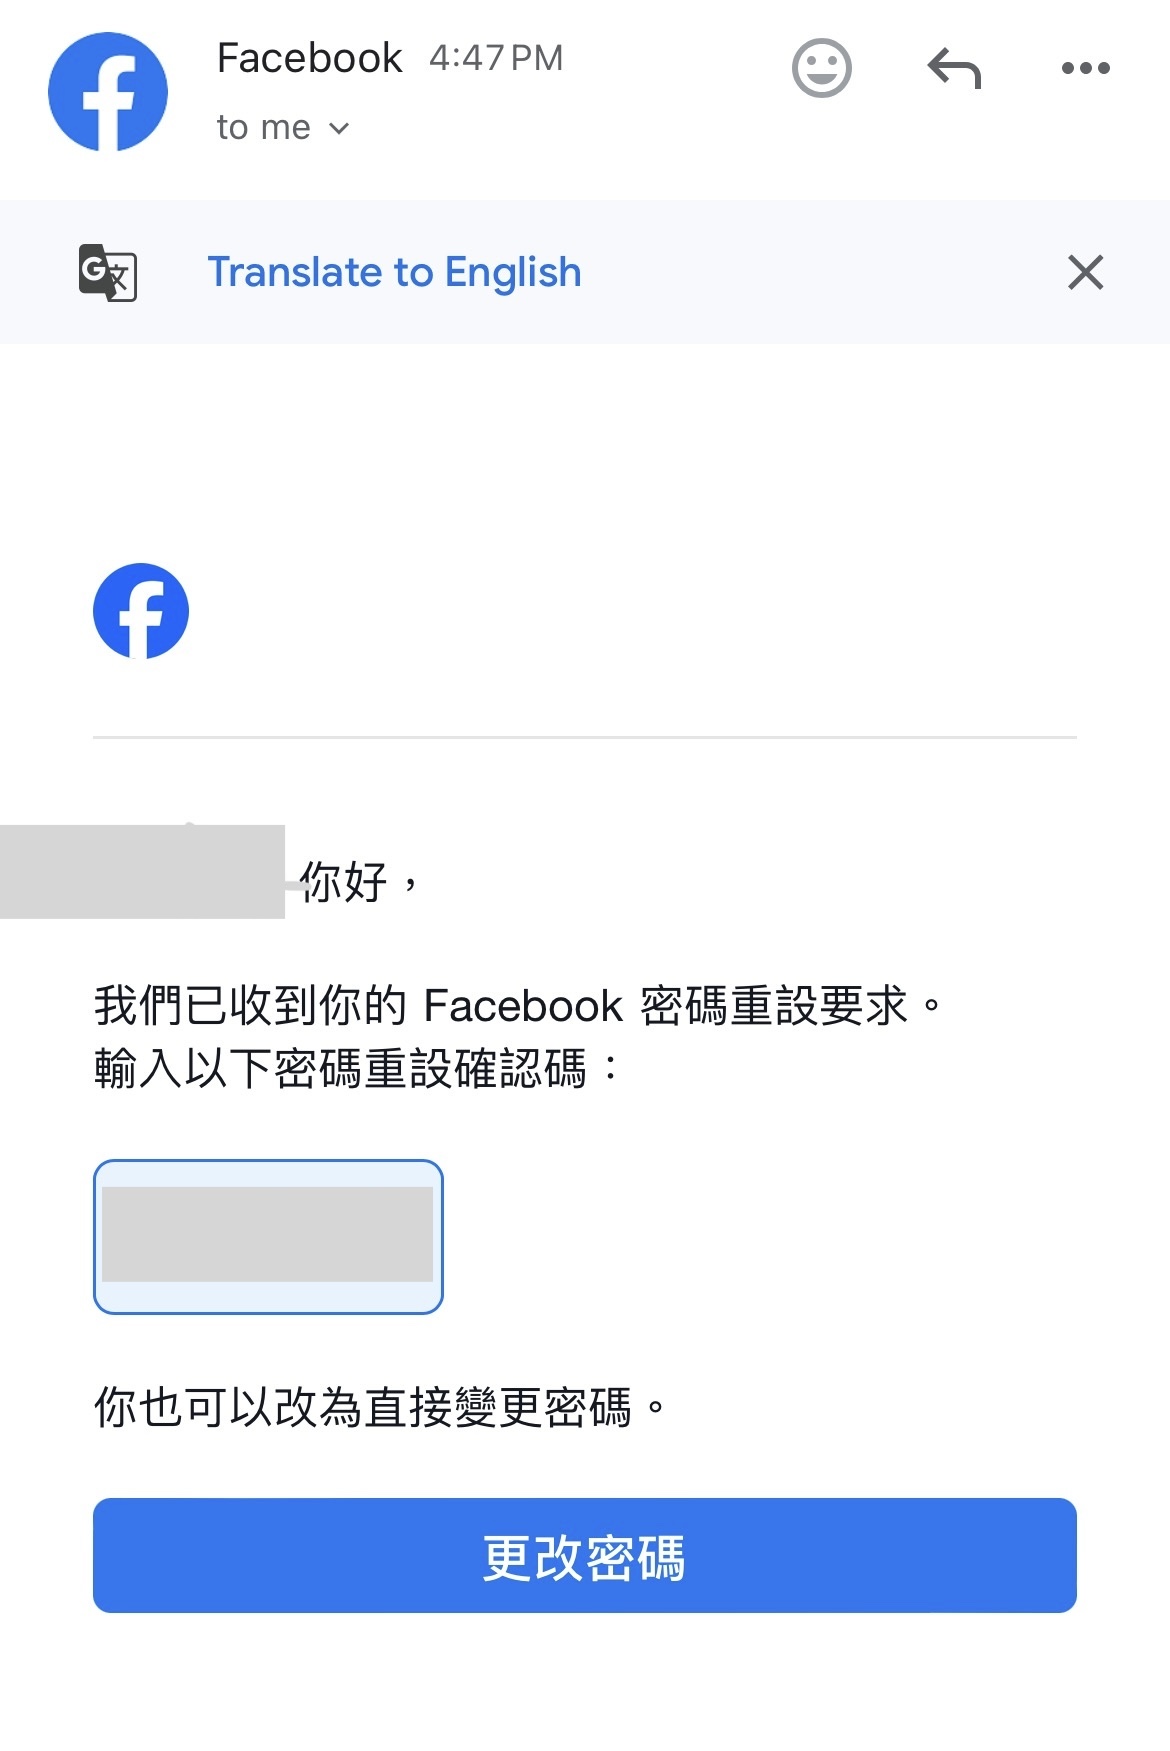 Facebook 4:47 PM
to me
Translate to English
你好，
我們已收到你的 Facebook 密碼重設要求。
輸入以下密碼重設確認碼：
你也可以改為直接變更密碼。
更改密碼